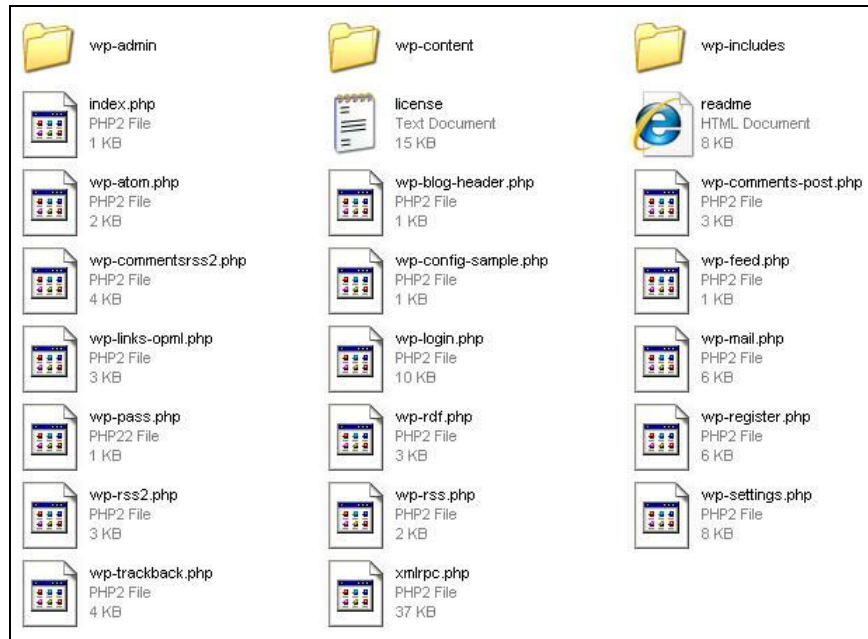 wp-admin
wp-content
wp-includes
index.php
PHP2 File
1 KB
license
Text Document
15 KB
readme
HTML Document
8 KB
wp-atom.php
PHP2 File
2 KB
wp-blog-header.php
PHP2 File
1 KB
wp-comments-post.php
PHP2 File
3 KB
wp-commentsrss2.php
PHP2 File
4 KB
wp-config-sample.php
PHP2 File
1 KB
wp-feed.php
PHP2 File
1 KB
wp-links-opml.php
PHP2 File
3 KB
wp-login.php
PHP2 File
10 KB
wp-mail.php
PHP2 File
6 KB
wp-pass.php
PHP22 File
1 KB
wp-rdf.php
PHP2 File
3 KB
wp-register.php
PHP2 File
6 KB
wp-rss2.php
PHP2 File
3 KB
wp-rss.php
PHP2 File
2 KB
wp-settings.php
PHP2 File
8 KB
wp-trackback.php
PHP2 File
4 KB
xmlrpc.php
PHP2 File
37 KB